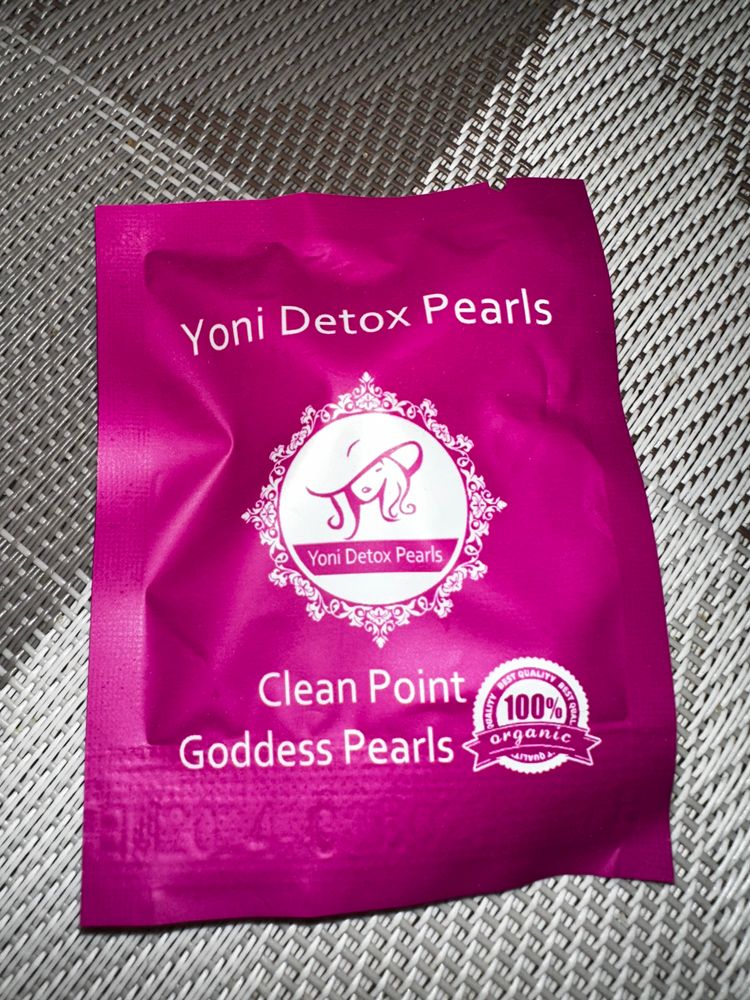 Yoni Detox Pearls
Yoni Detox Pearls
Clean Point
Goddess Pearls
BEST QUALITY
100%
organic